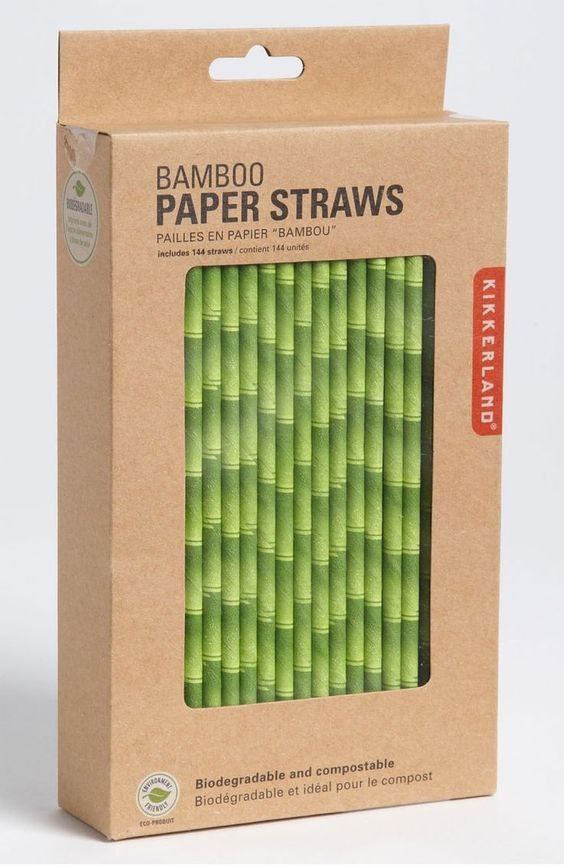 BAMBOO
PAPER STRAWS
PAILLES EN PAPIER “BAMBOU”
includes 144 straws / contient 144 unités
KIKKERLAND®
BIODEGRADABLE
ENVIRONMENT
FRIENDLY
ECO-PRODUIT
Biodegradable and compostable
Biodégradable et idéal pour le compost